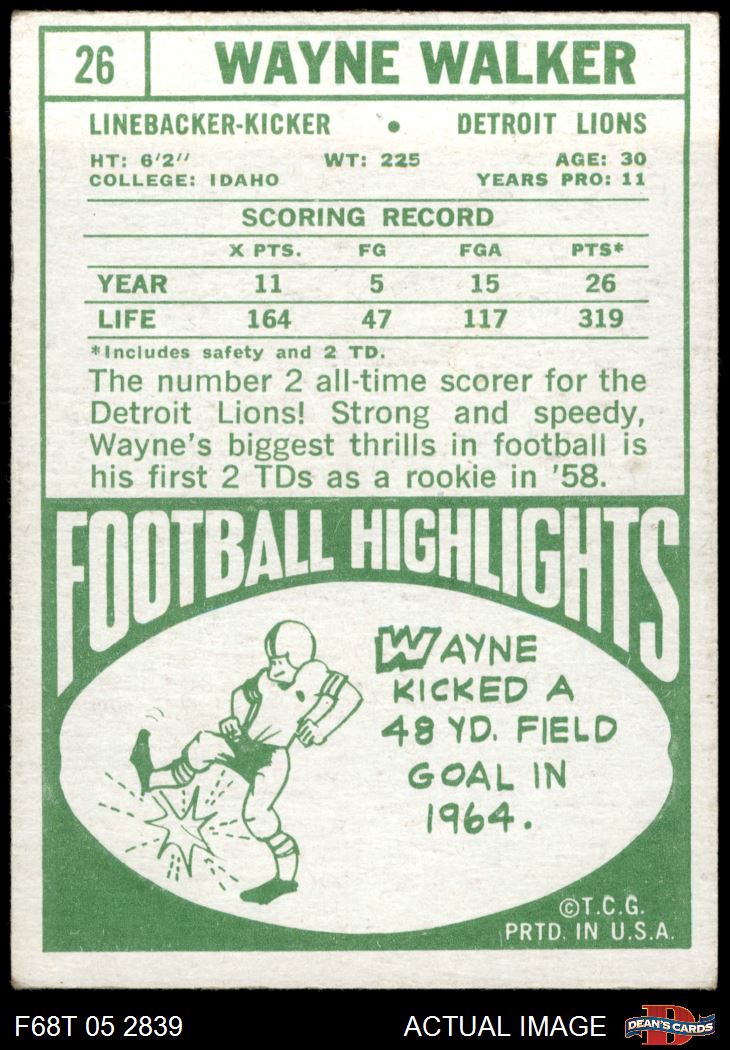 26 WAYNE WALKER
LINEBACKER-KICKER • DETROIT LIONS
HT: 6'2" WT: 225 AGE: 30
COLLEGE: IDAHO YEARS PRO: 11
SCORING RECORD
X PTS. FG FGA PTS*
YEAR 11 5 15 26
LIFE 164 47 117 319
*Includes safety and 2 TD.
The number 2 all-time scorer for the
Detroit Lions! Strong and speedy,
Wayne's biggest thrills in football is
his first 2 TDs as a rookie in '58.
FOOTBALL HIGHLIGHTS
WAYNE
KICKED A
48 YD. FIELD
GOAL IN
1964.
©T.C.G.
PRTD. IN U.S.A.
F68T 05 2839 ACTUAL IMAGE D DEAN'S CARDS